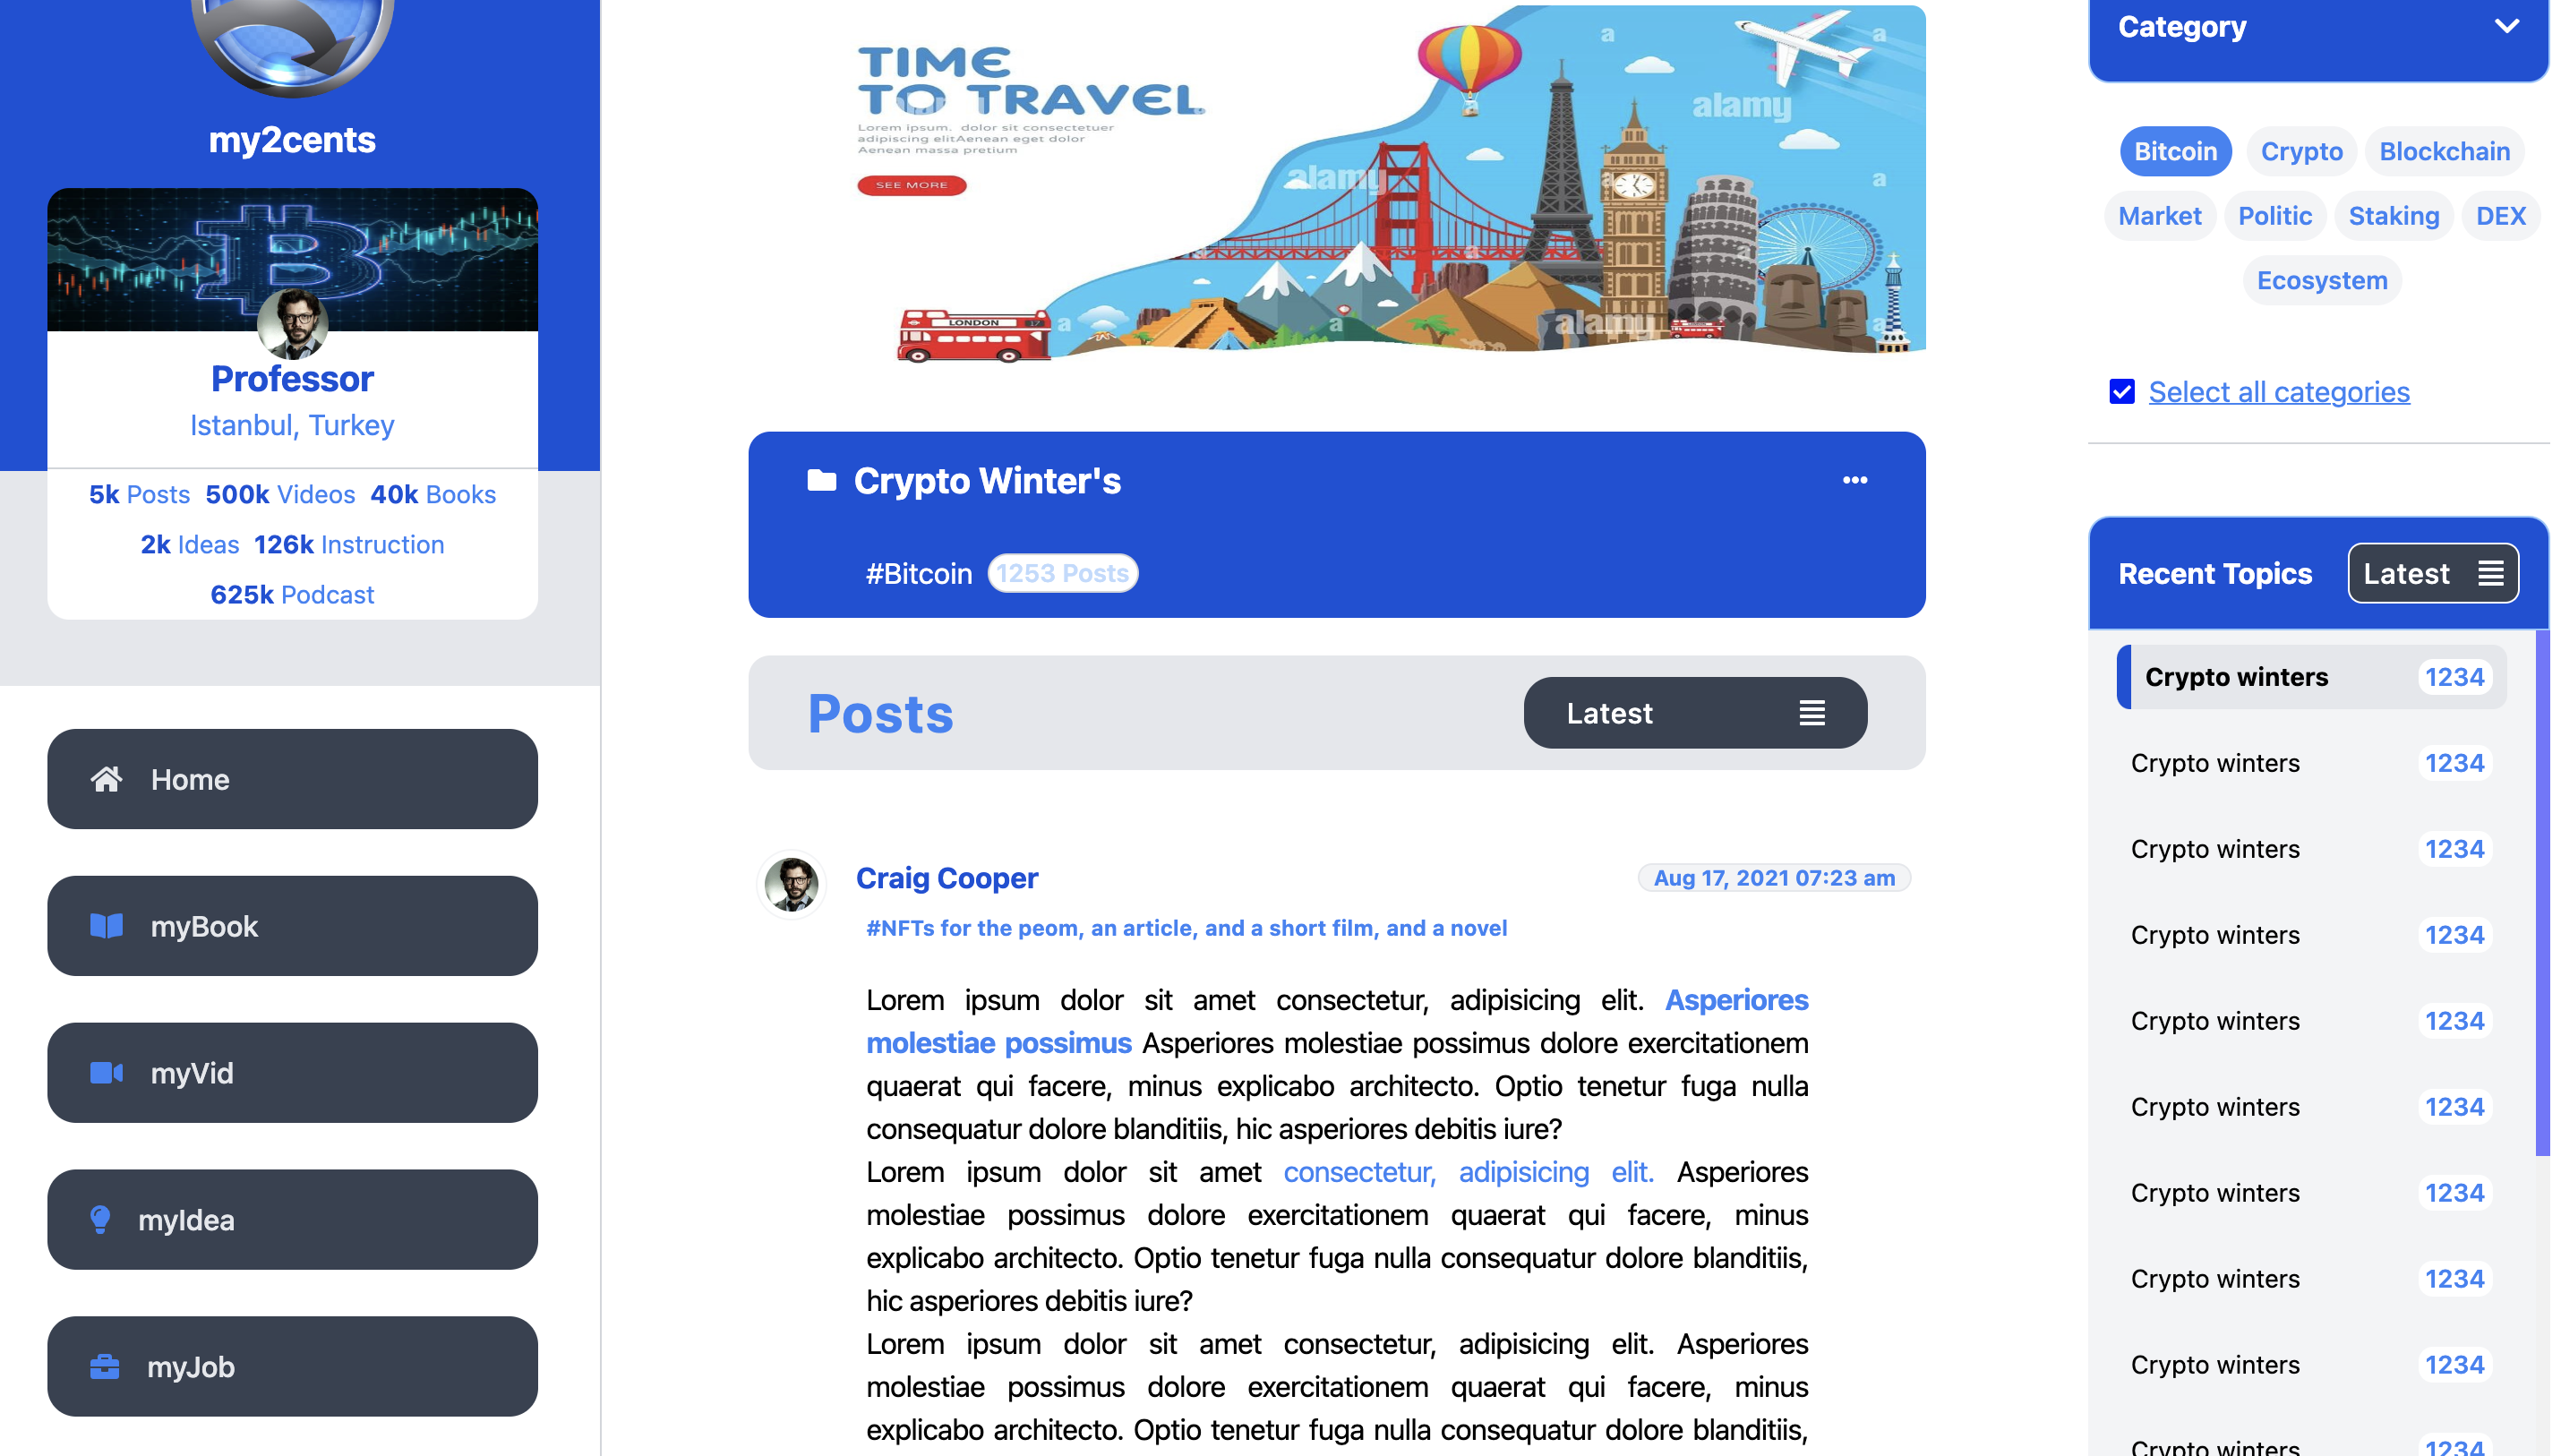 my2cents
Professor
Istanbul, Turkey
5k Posts 500k Videos 40k Books
2k Ideas 126k Instruction
625k Podcast
Home
myBook
myVid
myIdea
myJob
TIME
TO TRAVEL
Lorem ipsum. dolor sit consectetuer
adipiscing elitAenean eget dolor
Aenean massa pretium
SEE MORE
LONDON 17
alamy
alamy
alamy
alamy
a
a
a
a
a
a
a
a
a
Crypto Winter's
#Bitcoin 1253 Posts
Posts
Latest
Craig Cooper
Aug 17, 2021 07:23 am
#NFTs for the peom, an article, and a short film, and a novel
Lorem ipsum dolor sit amet consectetur, adipisicing elit. Asperiores
molestiae possimus Asperiores molestiae possimus dolore exercitationem
quaerat qui facere, minus explicabo architecto. Optio tenetur fuga nulla
consequatur dolore blanditiis, hic asperiores debitis iure?
Lorem ipsum dolor sit amet consectetur, adipisicing elit. Asperiores
molestiae possimus dolore exercitationem quaerat qui facere, minus
explicabo architecto. Optio tenetur fuga nulla consequatur dolore blanditiis,
hic asperiores debitis iure?
Lorem ipsum dolor sit amet consectetur, adipisicing elit. Asperiores
molestiae possimus dolore exercitationem quaerat qui facere, minus
explicabo architecto. Optio tenetur fuga nulla consequatur dolore blanditiis,
Category
Bitcoin Crypto Blockchain
Market Politic Staking DEX
Ecosystem
Select all categories
Recent Topics Latest
Crypto winters 1234
Crypto winters 1234
Crypto winters 1234
Crypto winters 1234
Crypto winters 1234
Crypto winters 1234
Crypto winters 1234
Crypto winters 1234
Crypto winters 1234
Crypto winters 1234